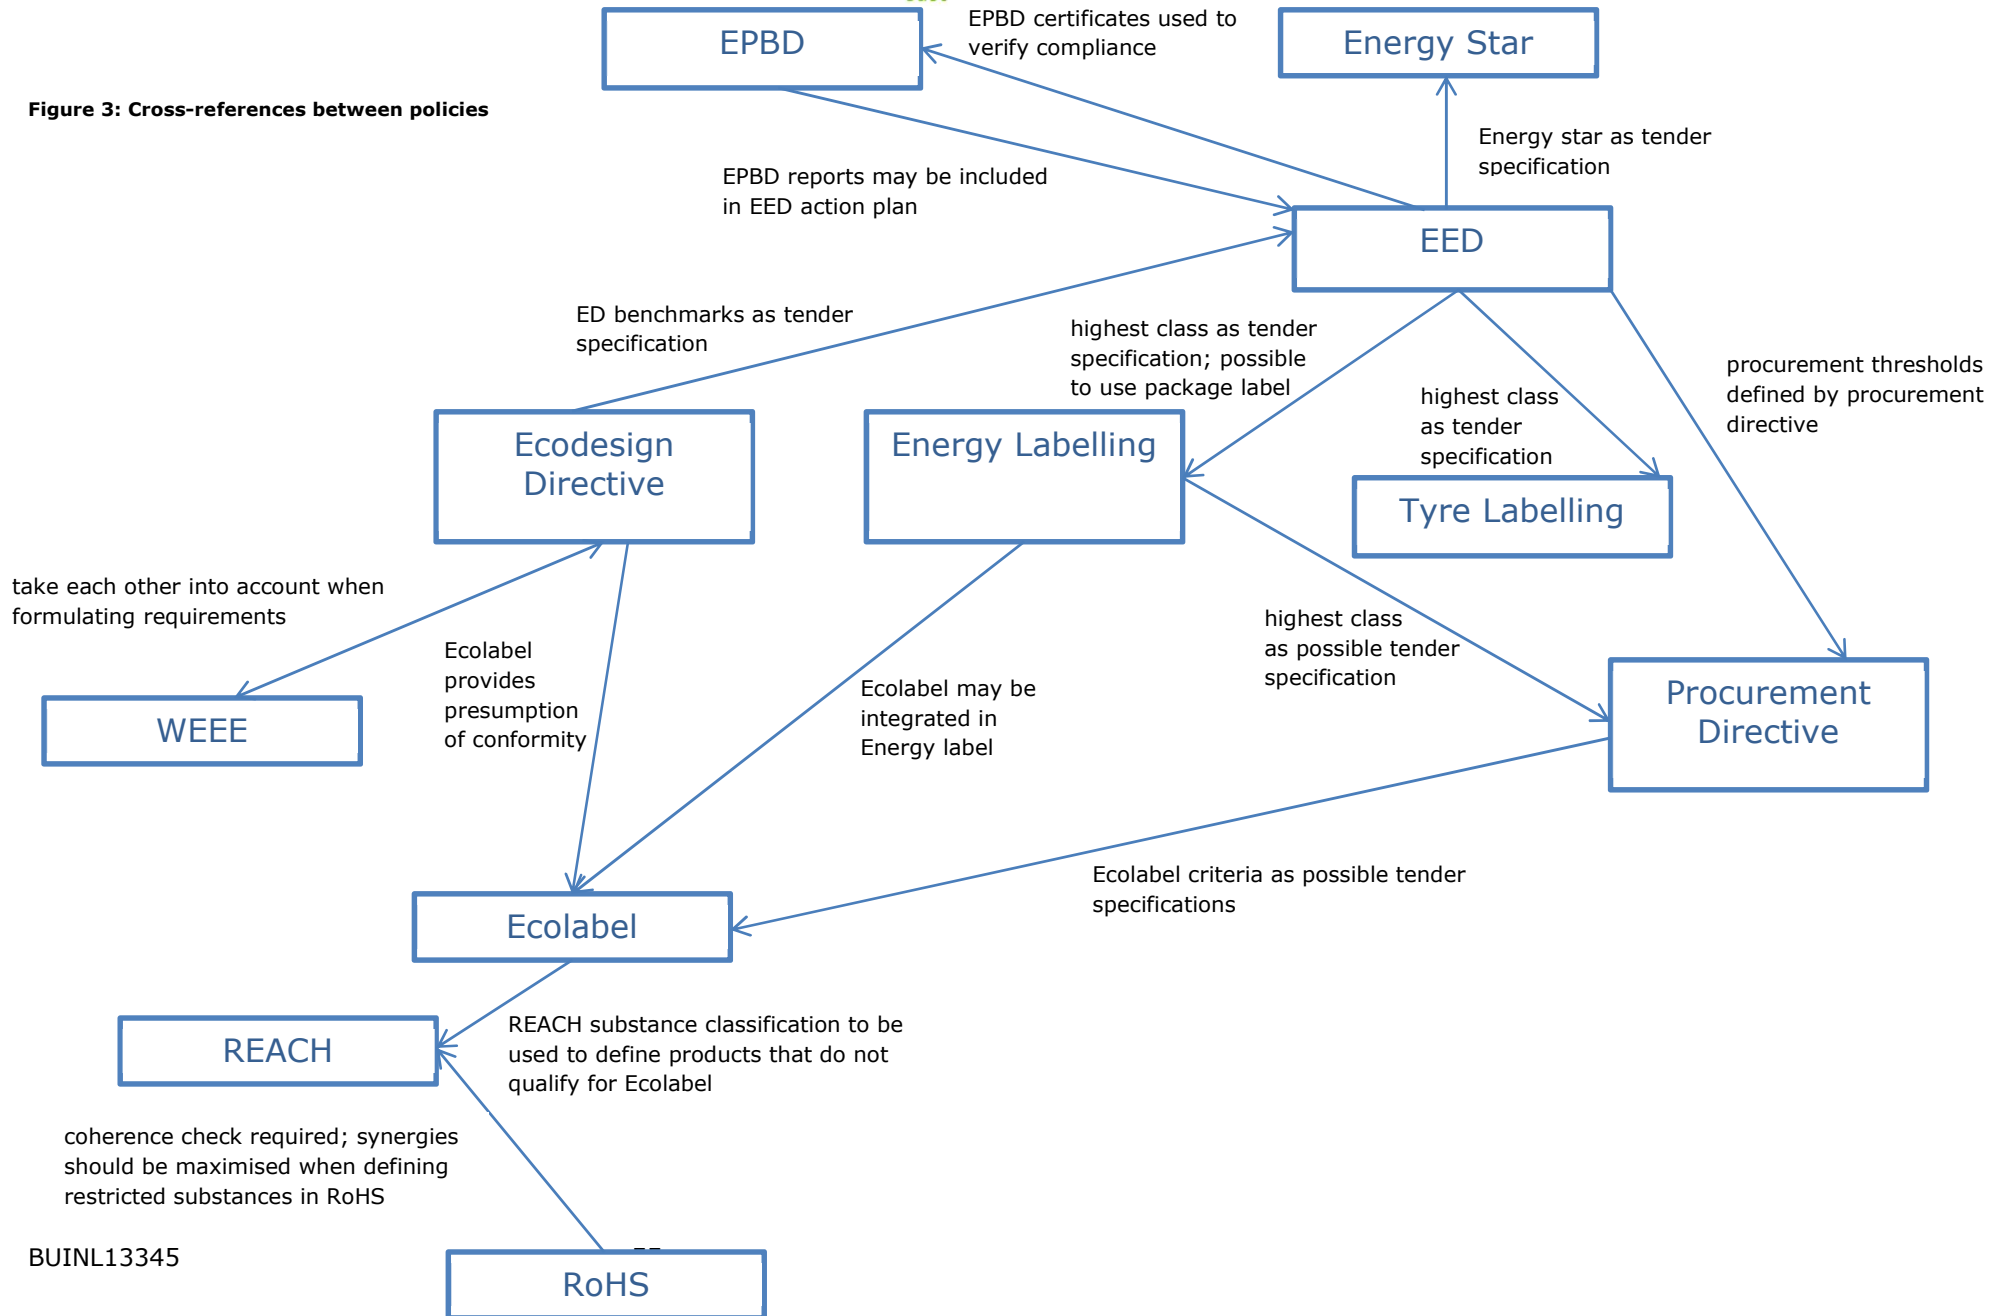 EPBD
EPBD certificates used to
verify compliance
Energy Star
Figure 3: Cross-references between policies
Energy star as tender
specification
EPBD reports may be included
in EED action plan
EED
ED benchmarks as tender
specification
highest class as tender
specification; possible
to use package label
procurement thresholds
defined by procurement
directive
highest class
as tender
specification
Ecodesign
Directive
Energy Labelling
Tyre Labelling
take each other into account when
formulating requirements
highest class
as possible tender
specification
Ecolabel
provides
presumption
of conformity
Ecolabel may be
integrated in
Energy label
WEEE
Procurement
Directive
Ecolabel criteria as possible tender
specifications
Ecolabel
REACH
REACH substance classification to be
used to define products that do not
qualify for Ecolabel
coherence check required; synergies
should be maximised when defining
restricted substances in RoHS
BUINL13345
RoHS